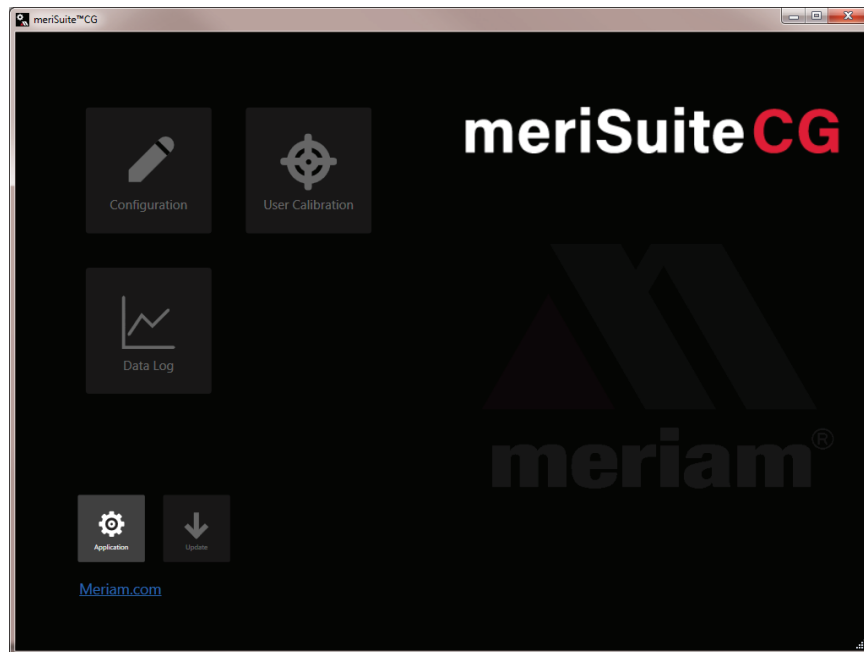 meriSuite™CG
meriSuite CG
Configuration
User Calibration
Data Log
meriam®
Application
Update
Meriam.com